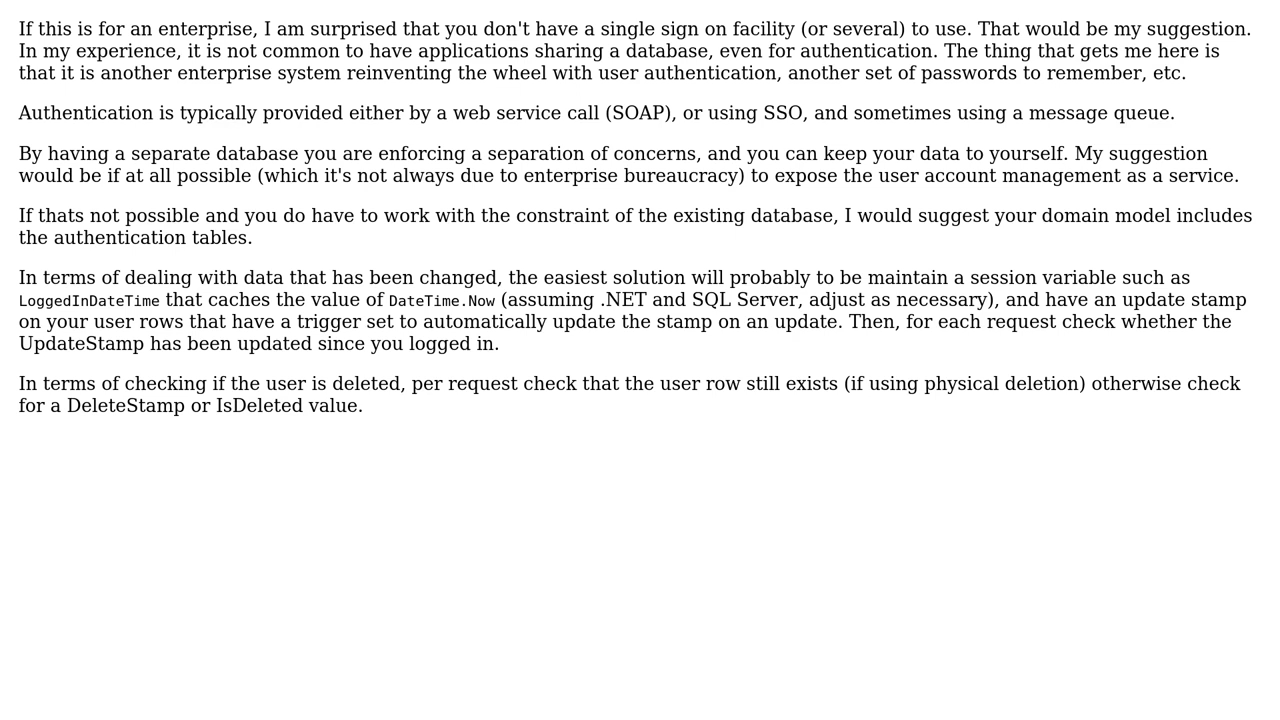 If this is for an enterprise, I am surprised that you don't have a single sign on facility (or several) to use. That would be my suggestion.
In my experience, it is not common to have applications sharing a database, even for authentication. The thing that gets me here is
that it is another enterprise system reinventing the wheel with user authentication, another set of passwords to remember, etc.
Authentication is typically provided either by a web service call (SOAP), or using SSO, and sometimes using a message queue.
By having a separate database you are enforcing a separation of concerns, and you can keep your data to yourself. My suggestion
would be if at all possible (which it's not always due to enterprise bureaucracy) to expose the user account management as a service.
If thats not possible and you do have to work with the constraint of the existing database, I would suggest your domain model includes
the authentication tables.
In terms of dealing with data that has been changed, the easiest solution will probably to be maintain a session variable such as
LoggedInDateTime that caches the value of DateTime.Now (assuming .NET and SQL Server, adjust as necessary), and have an update stamp
on your user rows that have a trigger set to automatically update the stamp on an update. Then, for each request check whether the
UpdateStamp has been updated since you logged in.
In terms of checking if the user is deleted, per request check that the user row still exists (if using physical deletion) otherwise check
for a DeleteStamp or IsDeleted value.